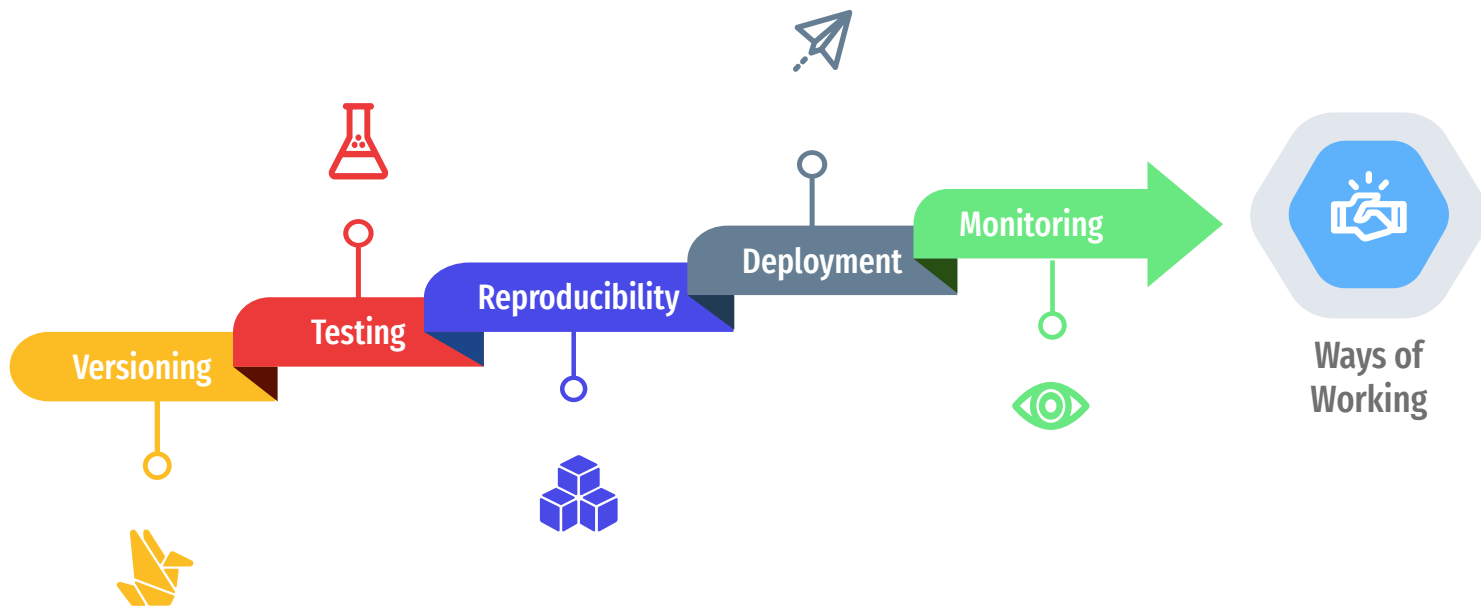 Versioning
Testing
Reproducibility
Deployment
Monitoring
Ways of
Working